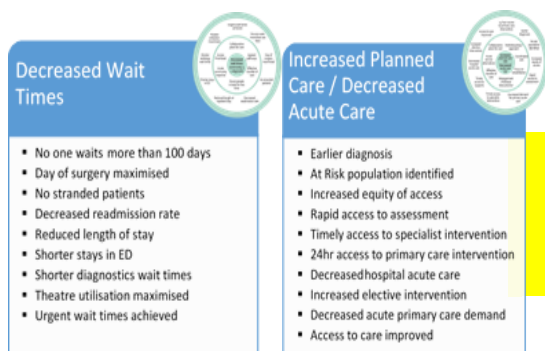 Decreased Wait
Times
No one waits more than 100 days
Day of surgery maximised
No stranded patients
Decreased readmission rate
Reduced length of stay
Shorter stays in ED
Shorter diagnostics wait times
Theatre utilisation maximised
Urgent wait times achieved
Increased Planned
Care / Decreased
Acute Care
Earlier diagnosis
At Risk population identified
Increased equity of access
Rapid access to assessment
Timely access to specialist intervention
24hr access to primary care intervention
Decreasedhospital acute care
Increased elective intervention
Decreased acute primary care demand
Access to care improved